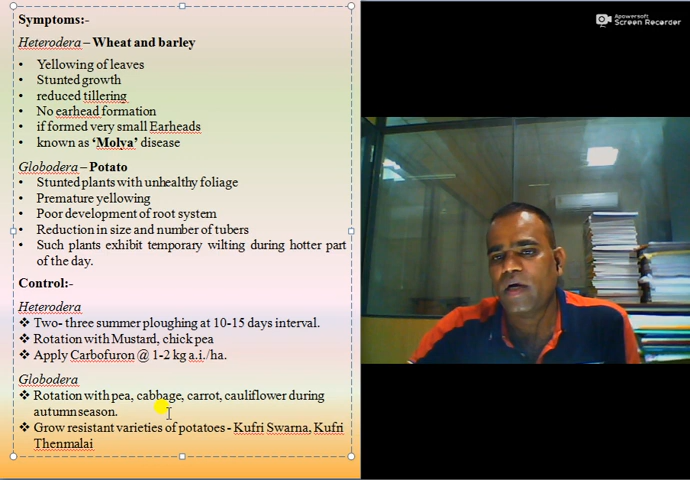 Symptoms:-
Heterodera – Wheat and barley
• Yellowing of leaves
• Stunted growth
• reduced tillering
• No earhead formation
• if formed very small Earheads
• known as ‘Molya’ disease
Globodera – Potato
• Stunted plants with unhealthy foliage
• Premature yellowing
• Poor development of root system
• Reduction in size and number of tubers
• Such plants exhibit temporary wilting during hotter part
of the day.
Control:-
Heterodera
❖ Two- three summer ploughing at 10-15 days interval.
❖ Rotation with Mustard, chick pea
❖ Apply Carbofuron @ 1-2 kg a.i./ha.
Globodera
❖ Rotation with pea, cabbage, carrot, cauliflower during
autumn season.
❖ Grow resistant varieties of potatoes - Kufri Swarna, Kufri
Thenmalai
Apowersoft
Screen Recorder